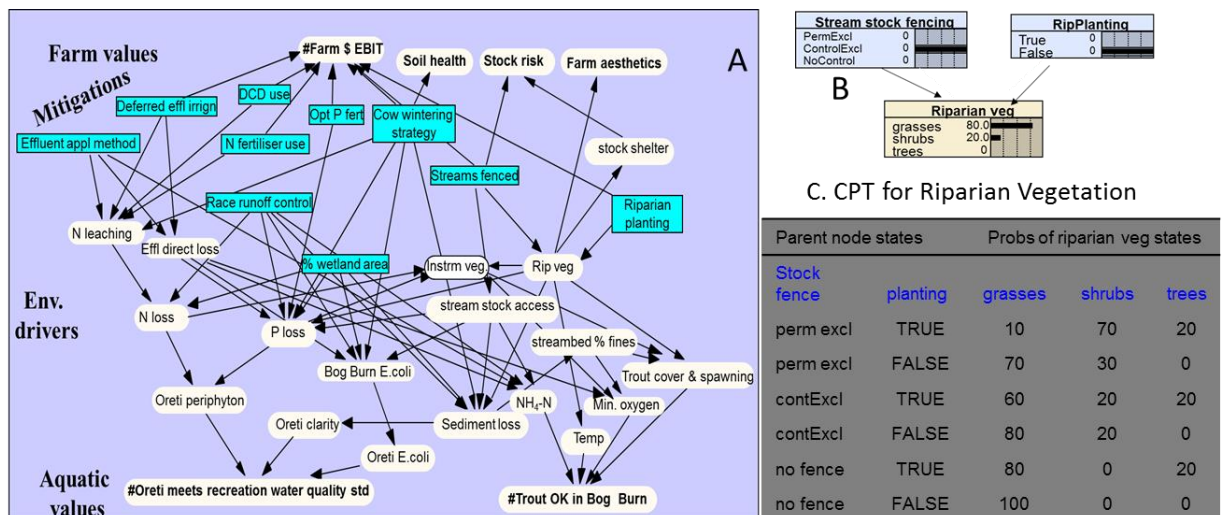 A
Farm values
Mitigations
Env.
drivers
Aquatic
values
#Farm $ EBIT
Soil health
Stock risk
Farm aesthetics
Deferred effl irrign
DCD use
Opt P fert
Cow wintering
strategy
Effluent appl method
N fertiliser use
stock shelter
Streams fenced
Race runoff control
Riparian
planting
N leaching
Effl direct loss
% wetland area
Instrm veg.
Rip veg
stream stock access
N loss
P loss
streambed % fines
Bog Burn E.coli
Trout cover & spawning
Oreti periphyton
NH4-N
Min. oxygen
Oreti clarity
Sediment loss
Temp
Oreti E.coli
#Oreti meets recreation water quality std
#Trout OK in Bog Burn
B
Stream stock fencing
PermExcl 0
ControlExcl 0
NoControl 0
RipPlanting
True 0
False 0
Riparian veg
grasses 80.0
shrubs 20.0
trees 0
C. CPT for Riparian Vegetation
Parent node states Probs of riparian veg states
Stock
fence planting grasses shrubs trees
perm excl TRUE 10 70 20
perm excl FALSE 70 30 0
contExcl TRUE 60 20 20
contExcl FALSE 80 20 0
no fence TRUE 80 0 20
no fence FALSE 100 0 0